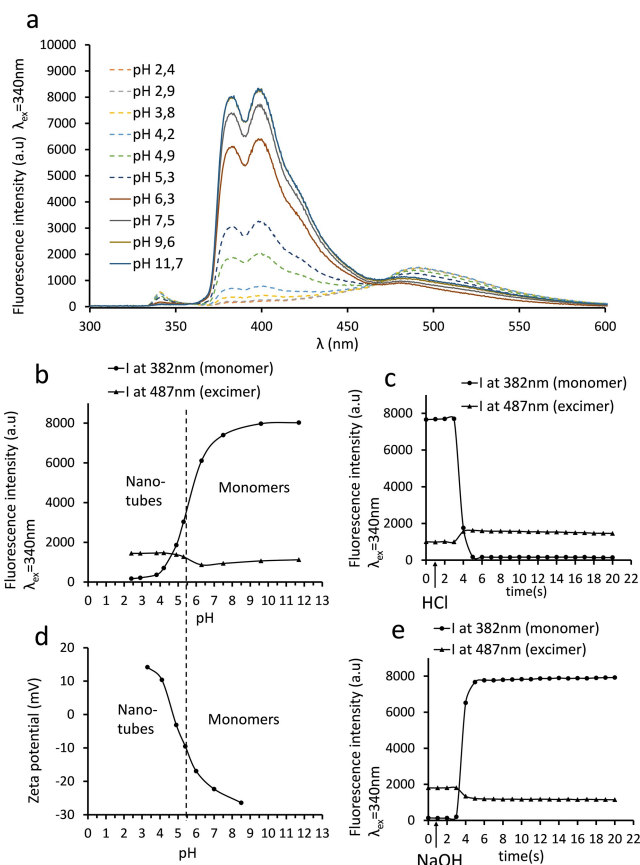 a
Fluorescence intensity (a.u) λex=340nm
10000
9000
8000
7000
6000
5000
4000
3000
2000
1000
0
pH 2,4
pH 2,9
pH 3,8
pH 4,2
pH 4,9
pH 5,3
pH 6,3
pH 7,5
pH 9,6
pH 11,7
300 350 400 450 500 550 600
λ (nm)
b
I at 382nm (monomer)
I at 487nm (excimer)
Fluorescence intensity (a.u)
λex=340nm
8000
6000
4000
2000
0
Nano-
tubes
Monomers
0 1 2 3 4 5 6 7 8 9 10 11 12 13
pH
c
I at 382nm (monomer)
I at 487nm (excimer)
Fluorescence intensity (a.u)
λex=340nm
8000
6000
4000
2000
0
0 2 4 6 8 10 12 14 16 18 20 22
time(s)
HCl
d
Zeta potential (mV)
20
10
0
-10
-20
-30
Nano-
tubes
Monomers
0 1 2 3 4 5 6 7 8 9 10 11 12 13
pH
e
I at 382nm (monomer)
I at 487nm (excimer)
Fluorescence intensity (a.u)
λex=340nm
8000
6000
4000
2000
0
0 2 4 6 8 10 12 14 16 18 20 22
time(s)
NaOH